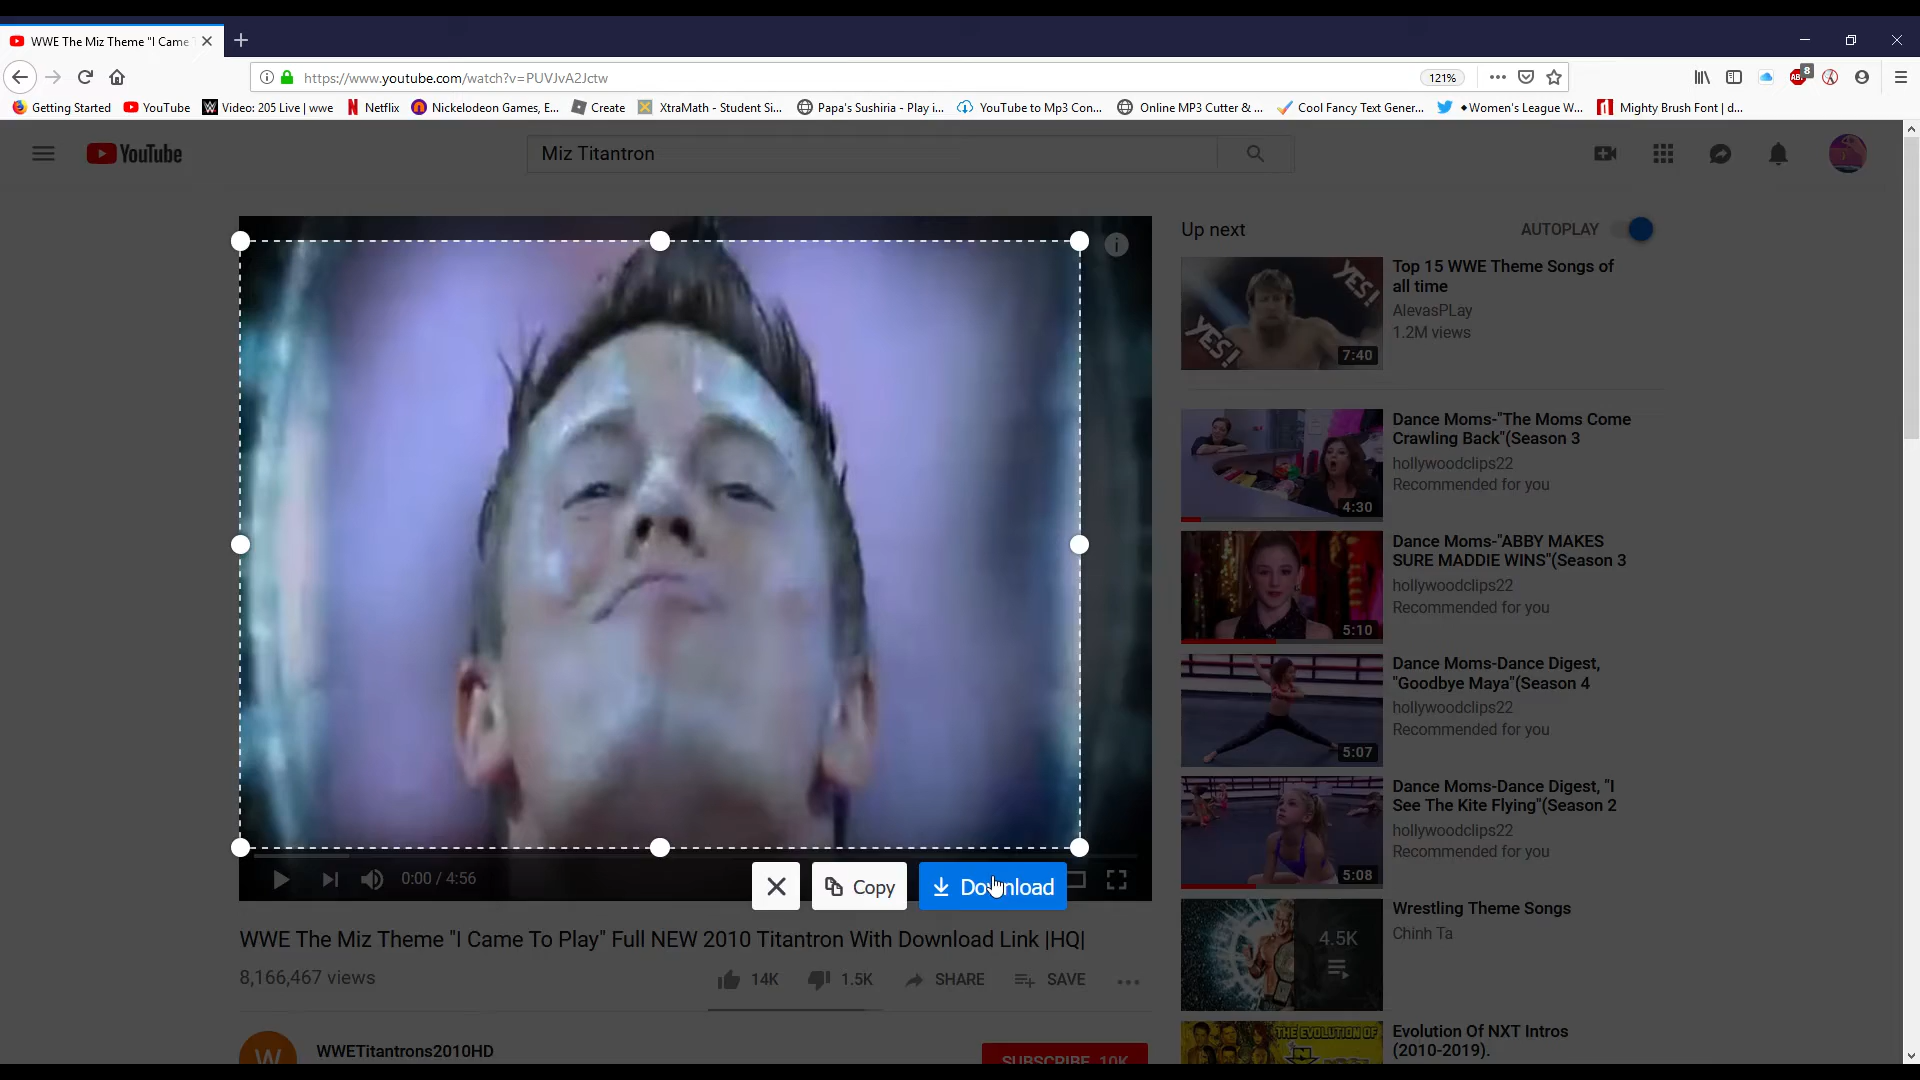 WWE The Miz Theme "I Came
https://www.youtube.com/watch?v=PUVJvA2Jctw
121%
8
Getting Started
YouTube
Video: 205 Live | wwe
Netflix
Nickelodeon Games, E...
Create
XtraMath - Student Si...
Papa's Sushiria - Play i...
YouTube to Mp3 Con...
Online MP3 Cutter & ...
Cool Fancy Text Gener...
♦Women's League W...
Mighty Brush Font | d...
YouTube
Miz Titantron
Up next
AUTOPLAY
YES!
YES!
7:40
Top 15 WWE Theme Songs of
all time
AlevasPLay
1.2M views
4:30
Dance Moms-"The Moms Come
Crawling Back"(Season 3
hollywoodclips22
Recommended for you
5:10
Dance Moms-"ABBY MAKES
SURE MADDIE WINS"(Season 3
hollywoodclips22
Recommended for you
5:07
Dance Moms-Dance Digest,
"Goodbye Maya"(Season 4
hollywoodclips22
Recommended for you
5:08
Dance Moms-Dance Digest, "I
See The Kite Flying"(Season 2
hollywoodclips22
Recommended for you
0:00 / 4:56
Copy
Download
4.5K
Wrestling Theme Songs
Chinh Ta
WWE The Miz Theme "I Came To Play" Full NEW 2010 Titantron With Download Link |HQ|
8,166,467 views
14K
1.5K
SHARE
SAVE
THE EVOLUTION OF
Evolution Of NXT Intros
(2010-2019).
W
WWETitantrons2010HD
SUBSCRIBE 10K